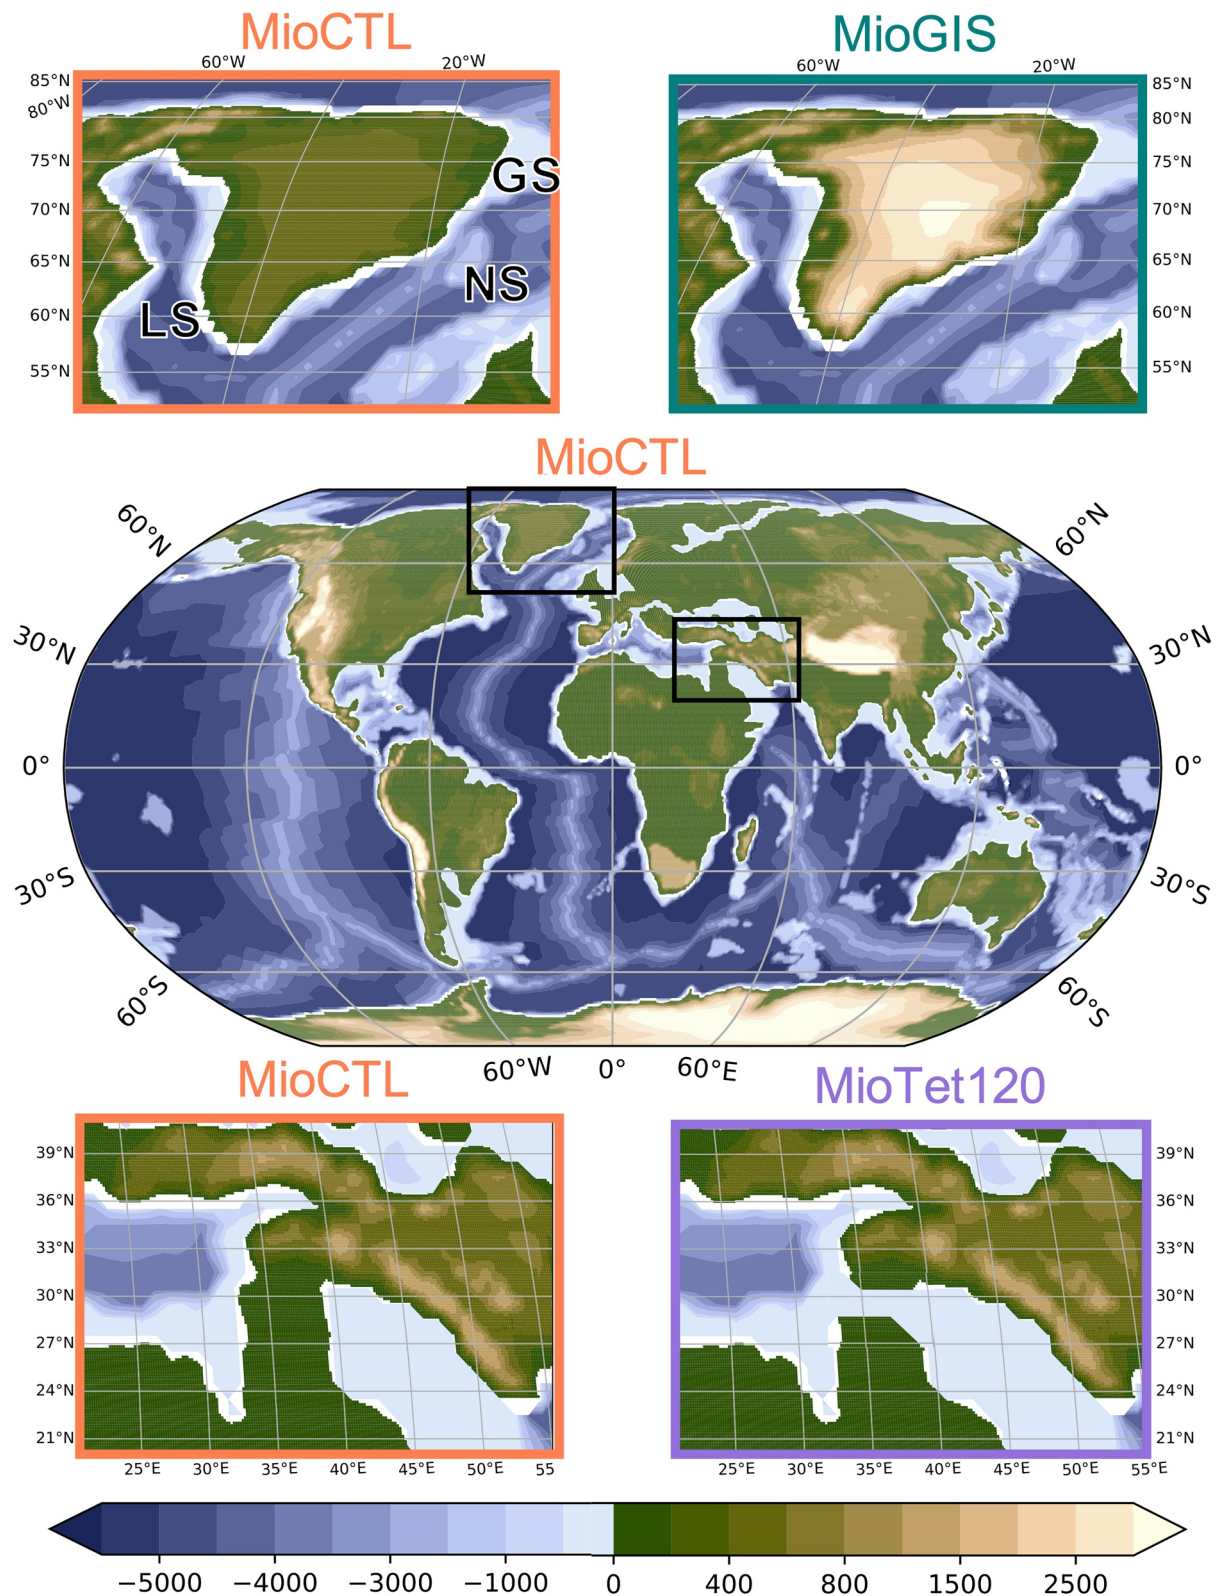 MioCTL
MioGIS
60°W 20°W
60°W 20°W
85°N
80°W
75°N
70°N
65°N
60°N
55°N
GS
NS
LS
85°N
80°N
75°N
70°N
65°N
60°N
55°N
MioCTL
60°N
30°N
0°
30°S
60°S
60°N
30°N
0°
30°S
60°S
60°W 0° 60°E
MioCTL
MioTet120
39°N
36°N
33°N
30°N
27°N
24°N
21°N
39°N
36°N
33°N
30°N
27°N
24°N
21°N
25°E 30°E 35°E 40°E 45°E 50°E 55
25°E 30°E 35°E 40°E 45°E 50°E 55°E
−5000 −4000 −3000 −1000 0 400 800 1500 2500